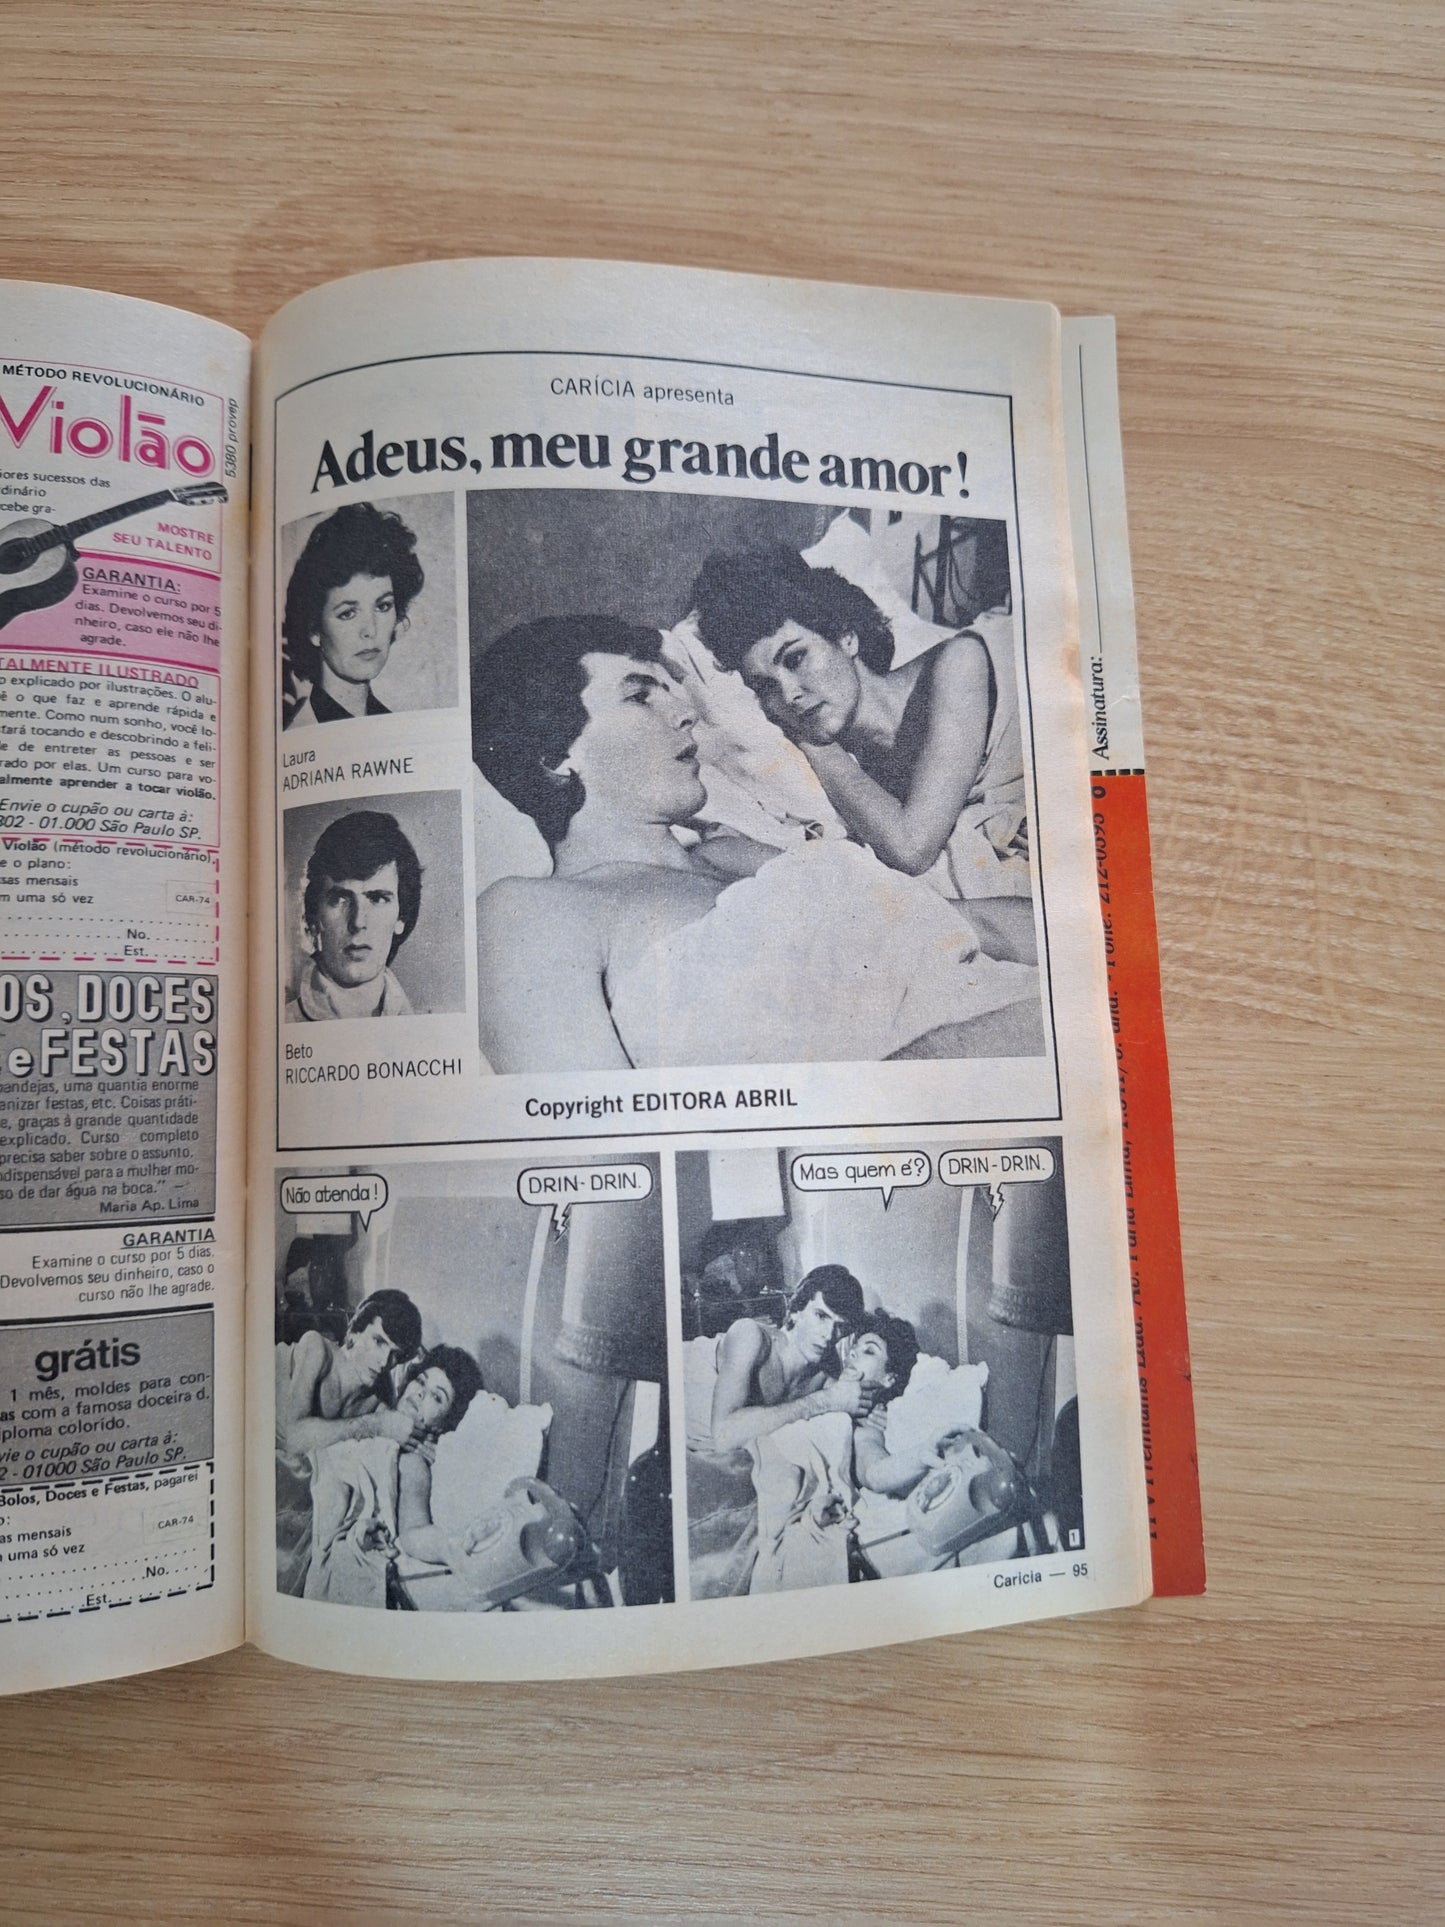 MÉTODO REVOLUCIONÁRIO
Violão
5380 provep
iores sucessos das
dinário
cebe gra-
MOSTRE
SEU TALENTO
GARANTIA:
Examine o curso por 5
dias. Devolvemos seu di-
nheiro, caso ele não lhe
agrade.
TALMENTE ILUSTRADO
o explicado por ilustrações. O alu-
ê o que faz e aprende rápida e
mente. Como num sonho, você lo-
stará tocando e descobrindo a feli-
de de entreter as pessoas e ser
rado por elas. Um curso para vo-
almente aprender a tocar violão.
Envie o cupão ou carta à:
302 - 01.000 São Paulo SP.
Violão (método revolucionário),
e o plano:
sas mensais
m uma só vez
CAR-74
No.
Est.
OS, DOCES
e FESTAS
bandejas, uma quantia enorme
anizar festas, etc. Coisas práti-
e, graças à grande quantidade
explicado. Curso completo
precisa saber sobre o assunto.
ndispensável para a mulher mo-
so de dar água na boca." —
Maria Ap. Lima
GARANTIA
Examine o curso por 5 dias.
Devolvemos seu dinheiro, caso o
curso não lhe agrade.
grátis
1 mês, moldes para con-
as com a famosa doceira d.
iploma colorido.
vie o cupão ou carta à:
2 - 01000 São Paulo SP.
Bolos, Doces e Festas, pagarei
o:
as mensais
n uma só vez
CAR-74
No.
Est.
CARÍCIA apresenta
Adeus, meu grande amor!
Laura
ADRIANA RAWNE
Beto
RICCARDO BONACCHI
Copyright EDITORA ABRIL
Não atenda!
DRIN-DRIN.
Mas quem é?
DRIN-DRIN.
1
Carícia — 95
Assinatura: